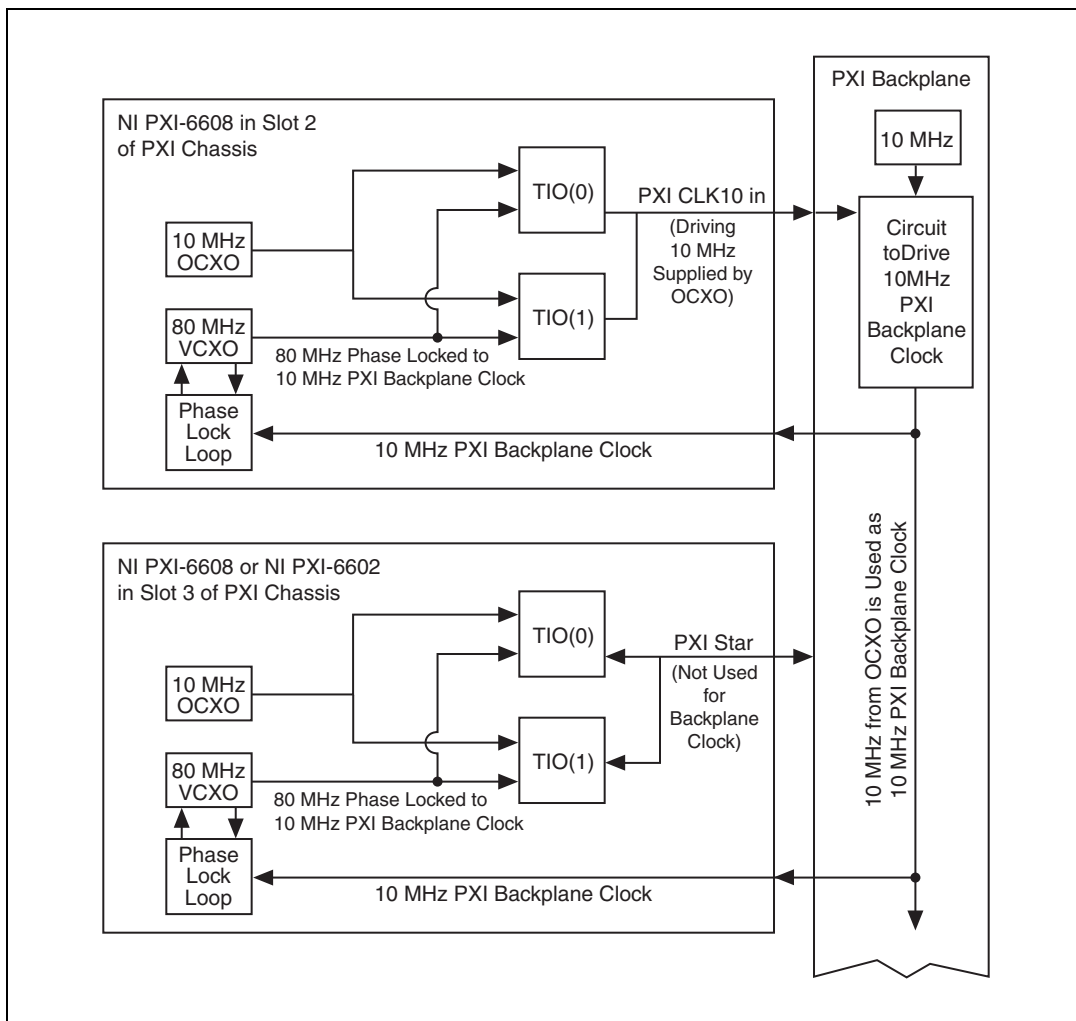 PXI Backplane
10 MHz
Circuit
toDrive
10MHz
PXI
Backplane
Clock
NI PXI-6608 in Slot 2
of PXI Chassis
TIO(0)
PXI CLK10 in
(Driving
10 MHz
Supplied by
OCXO)
10 MHz
OCXO
TIO(1)
80 MHz
VCXO
80 MHz Phase Locked to
10 MHz PXI Backplane Clock
Phase
Lock
Loop
10 MHz PXI Backplane Clock
10 MHz from OCXO is Used as
10 MHz PXI Backplane Clock
NI PXI-6608 or NI PXI-6602
in Slot 3 of PXI Chassis
TIO(0)
PXI Star
(Not Used
for
Backplane
Clock)
10 MHz
OCXO
TIO(1)
80 MHz
VCXO
80 MHz Phase Locked to
10 MHz PXI Backplane Clock
Phase
Lock
Loop
10 MHz PXI Backplane Clock